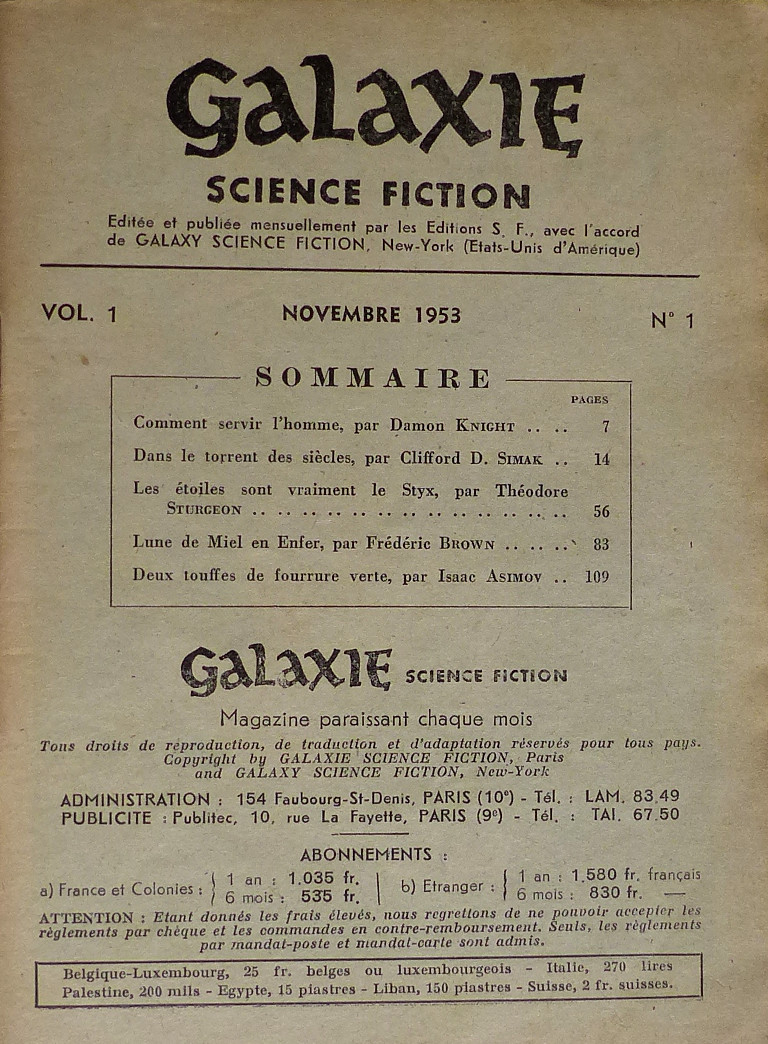 GALAXIE
SCIENCE FICTION
Editée et publiée mensuellement par les Editions S. F., avec l'accord
de GALAXY SCIENCE FICTION, New-York (Etats-Unis d'Amérique)
VOL. 1 NOVEMBRE 1953 N° 1
SOMMAIRE
PAGES
Comment servir l'homme, par Damon KNIGHT .. .. 7
Dans le torrent des siècles, par Clifford D. SIMAK .. 14
Les étoiles sont vraiment le Styx, par Théodore
STURGEON .. .. .. .. .. .. .. .. .. .. .. .. .. .. .. .. 56
Lune de Miel en Enfer, par Frédéric BROWN .. .. .. 83
Deux touffes de fourrure verte, par Isaac ASIMOV .. 109
GALAXIE SCIENCE FICTION
Magazine paraissant chaque mois
Tous droits de reproduction, de traduction et d'adaptation réservés pour tous pays.
Copyright by GALAXIE SCIENCE FICTION, Paris
and GALAXY SCIENCE FICTION, New-York
ADMINISTRATION : 154 Faubourg-St-Denis, PARIS (10e) - Tél. : LAM. 83.49
PUBLICITE : Publitec, 10, rue La Fayette, PARIS (9e) - Tél. : TAI. 67.50
ABONNEMENTS :
a) France et Colonies : 1 an : 1.035 fr. b) Etranger : 1 an : 1.580 fr. français
6 mois : 535 fr. 6 mois : 830 fr. —
ATTENTION : Etant donnés les frais élevés, nous regrettons de ne pouvoir accepter les
règlements par chèque et les commandes en contre-remboursement. Seuls, les règlements
par mandat-poste et mandat-carte sont admis.
Belgique-Luxembourg, 25 fr. belges ou luxembourgeois - Italie, 270 lires
Palestine, 200 mils - Egypte, 15 piastres - Liban, 150 piastres - Suisse, 2 fr. suisses.